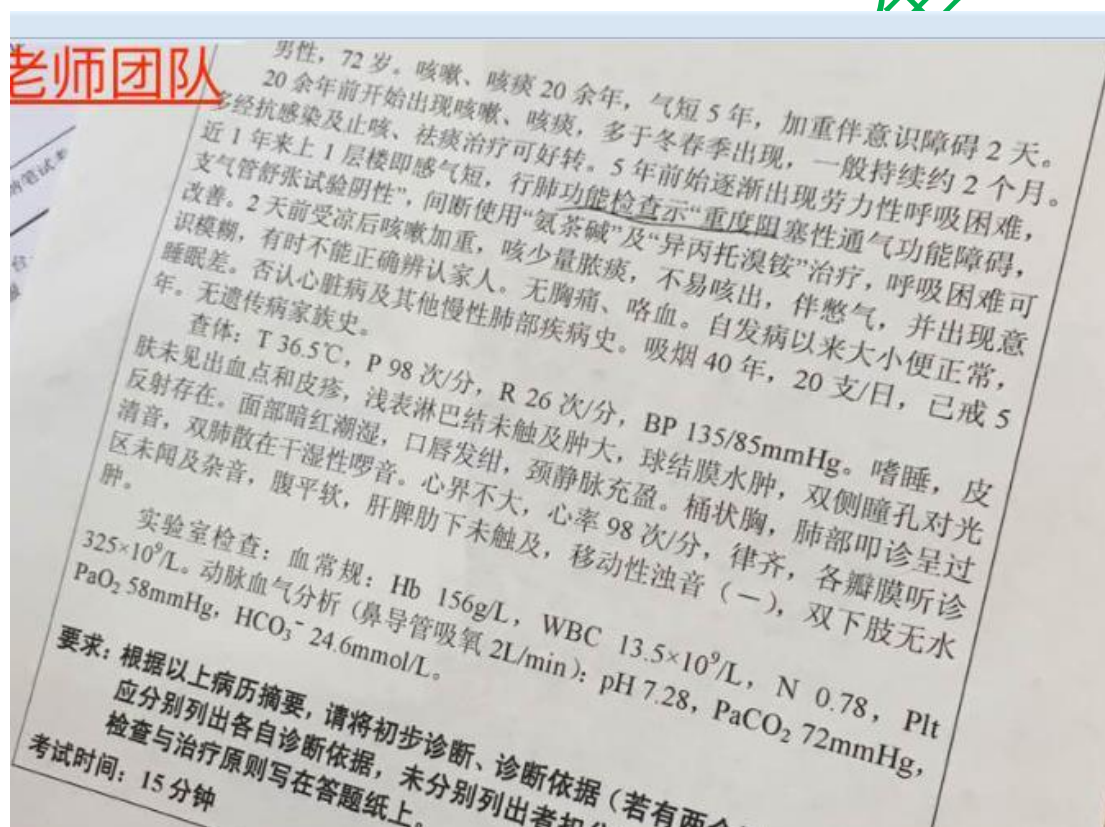 老师团队
男性，72 岁。咳嗽、咳痰 20 余年，气短 5 年，加重伴意识障碍 2 天。
20 余年前开始出现咳嗽、咳痰，多于冬春季出现，一般持续约 2 个月。
多经抗感染及止咳、祛痰治疗可好转。5 年前始逐渐出现劳力性呼吸困难，
近 1 年来上 1 层楼即感气短，行肺功能检查示“重度阻塞性通气功能障碍，
支气管舒张试验阴性”，间断使用“氨茶碱”及“异丙托溴铵”治疗，呼吸困难可
改善。2 天前受凉后咳嗽加重，咳少量脓痰，不易咳出，伴憋气，并出现意
识模糊，有时不能正确辨认家人。无胸痛、咯血。自发病以来大小便正常，
睡眠差。否认心脏病及其他慢性肺部疾病史。吸烟 40 年，20 支/日，已戒 5
年。无遗传病家族史。
查体：T 36.5℃，P 98 次/分，R 26 次/分，BP 135/85mmHg。嗜睡，皮
肤未见出血点和皮疹，浅表淋巴结未触及肿大，球结膜水肿，双侧瞳孔对光
反射存在。面部暗红潮湿，口唇发绀，颈静脉充盈。桶状胸，肺部叩诊呈过
清音，双肺散在干湿性啰音。心界不大，心率 98 次/分，律齐，各瓣膜听诊
区未闻及杂音，腹平软，肝脾肋下未触及，移动性浊音（－），双下肢无水
肿。
实验室检查：血常规：Hb 156g/L，WBC 13.5×10⁹/L，N 0.78，Plt
325×10⁹/L。动脉血气分析（鼻导管吸氧 2L/min）：pH 7.28，PaCO₂ 72mmHg，
PaO₂ 58mmHg，HCO₃⁻ 24.6mmol/L。
要求：根据以上病历摘要，请将初步诊断、诊断依据（若有两个
应分别列出各自诊断依据，未分别列出者扣分
检查与治疗原则写在答题纸上。
考试时间：15 分钟